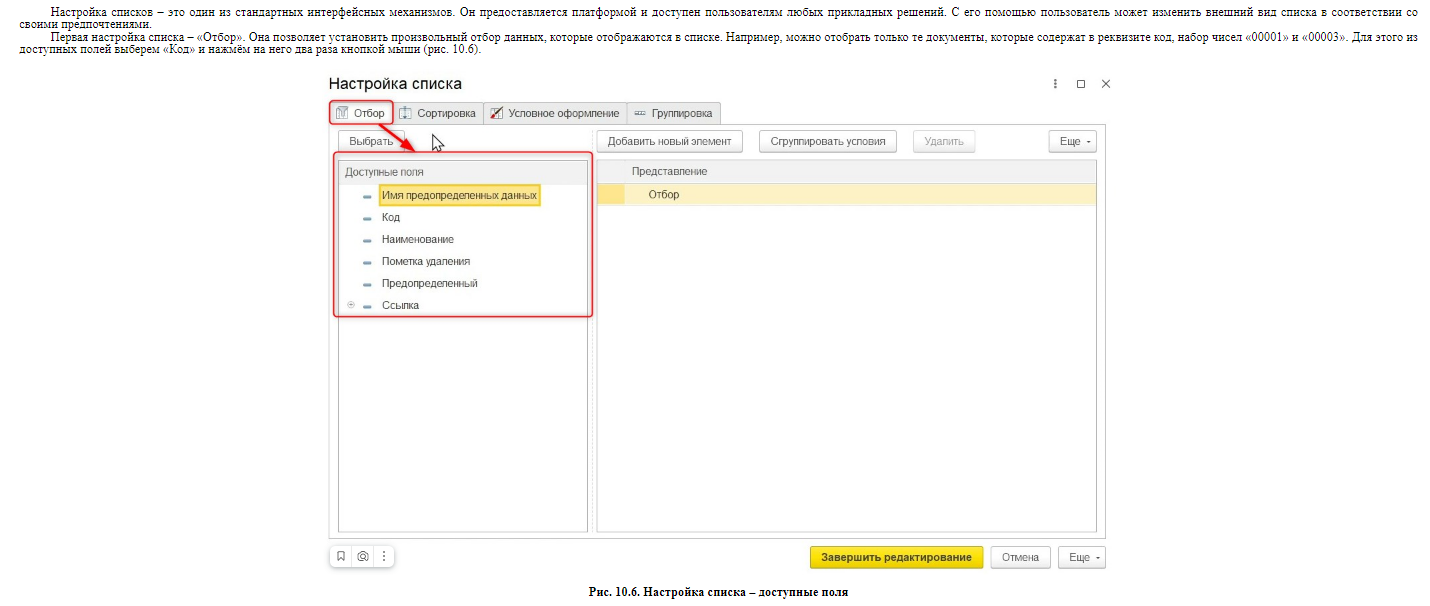 Настройка списков – это один из стандартных интерфейсных механизмов. Он предоставляется платформой и доступен пользователям любых прикладных решений. С его помощью пользователь может изменить внешний вид списка в соответствии со
своими предпочтениями.
Первая настройка списка – «Отбор». Она позволяет установить произвольный отбор данных, которые отображаются в списке. Например, можно отобрать только те документы, которые содержат в реквизите код, набор чисел «00001» и «00003». Для этого из
доступных полей выберем «Код» и нажмём на него два раза кнопкой мыши (рис. 10.6).
Настройка списка
Отбор Сортировка Условное оформление Группировка
Выбрать Добавить новый элемент Сгруппировать условия Удалить Еще
Доступные поля Представление
Имя предопределенных данных Отбор
Код
Наименование
Пометка удаления
Предопределенный
Ссылка
Завершить редактирование Отмена Еще
Рис. 10.6. Настройка списка – доступные поля